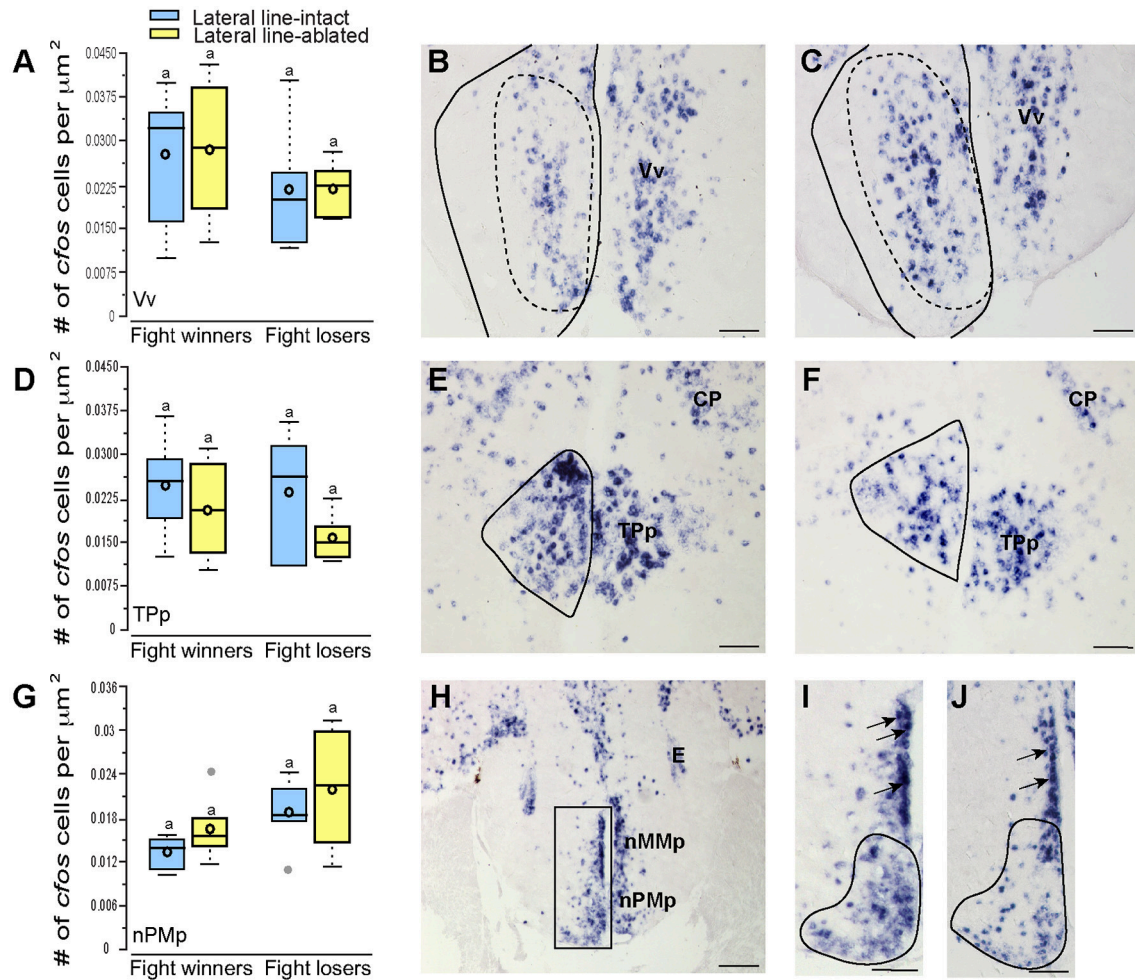 Lateral line-intact
Lateral line-ablated
A
# of cfos cells per μm²
0.0450
0.0375
0.0300
0.0225
0.0150
0.0075
0
a
a
a
a
Vv
Fight winners
Fight losers
B
Vv
C
Vv
D
# of cfos cells per μm²
0.0450
0.0375
0.0300
0.0225
0.0150
0.0075
0
a
a
a
a
TPp
Fight winners
Fight losers
E
CP
TPp
F
CP
TPp
G
# of cfos cells per μm²
0.036
0.03
0.024
0.018
0.012
0.006
0
a
a
a
a
nPMp
Fight winners
Fight losers
H
E
nMMp
nPMp
I
J